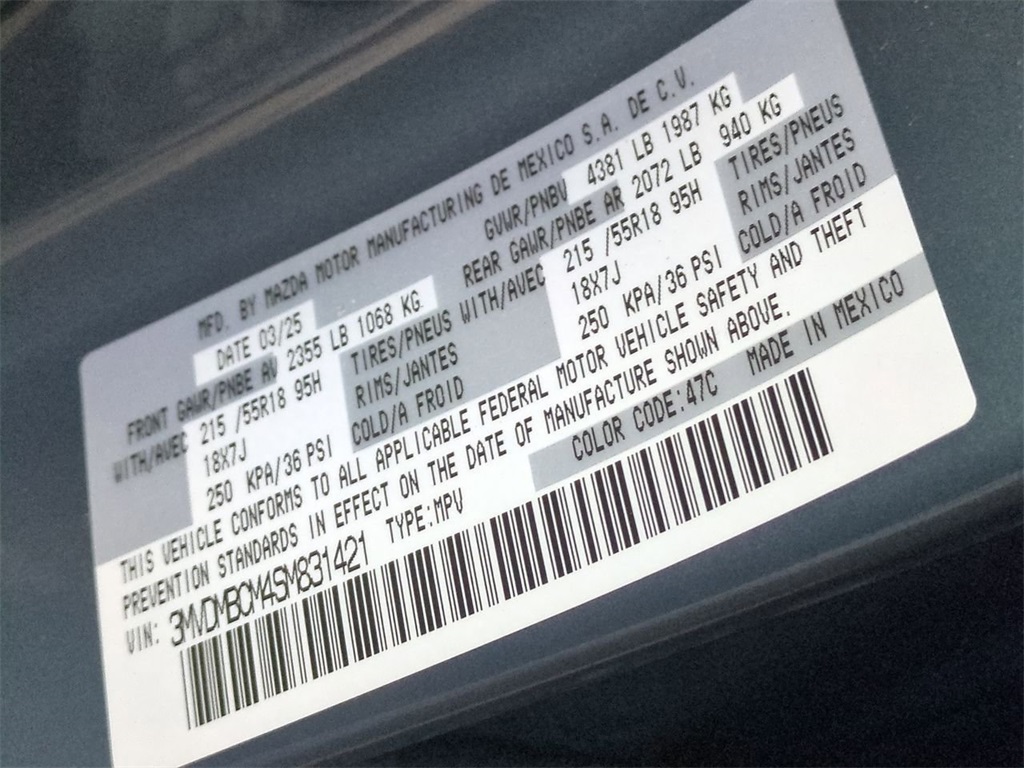 MFD. BY MAZDA MOTOR MANUFACTURING DE MEXICO S.A. DE C.V.
DATE 03/25 GVWR/PNBV 4381 LB 1987 KG
FRONT GAWR/PNBE AV 2355 LB 1068 KG REAR GAWR/PNBE AR 2072 LB 940 KG
WITH/AVEC 215 /55R18 95H TIRES/PNEUS WITH/AVEC 215 /55R18 95H TIRES/PNEUS
18X7J RIMS/JANTES 18X7J RIMS/JANTES
250 KPA/36 PSI COLD/A FROID 250 KPA/36 PSI COLD/A FROID
THIS VEHICLE CONFORMS TO ALL APPLICABLE FEDERAL MOTOR VEHICLE SAFETY AND THEFT
PREVENTION STANDARDS IN EFFECT ON THE DATE OF MANUFACTURE SHOWN ABOVE.
VIN: 3MVDMBCM4SM831421 TYPE:MPV COLOR CODE:47C MADE IN MEXICO